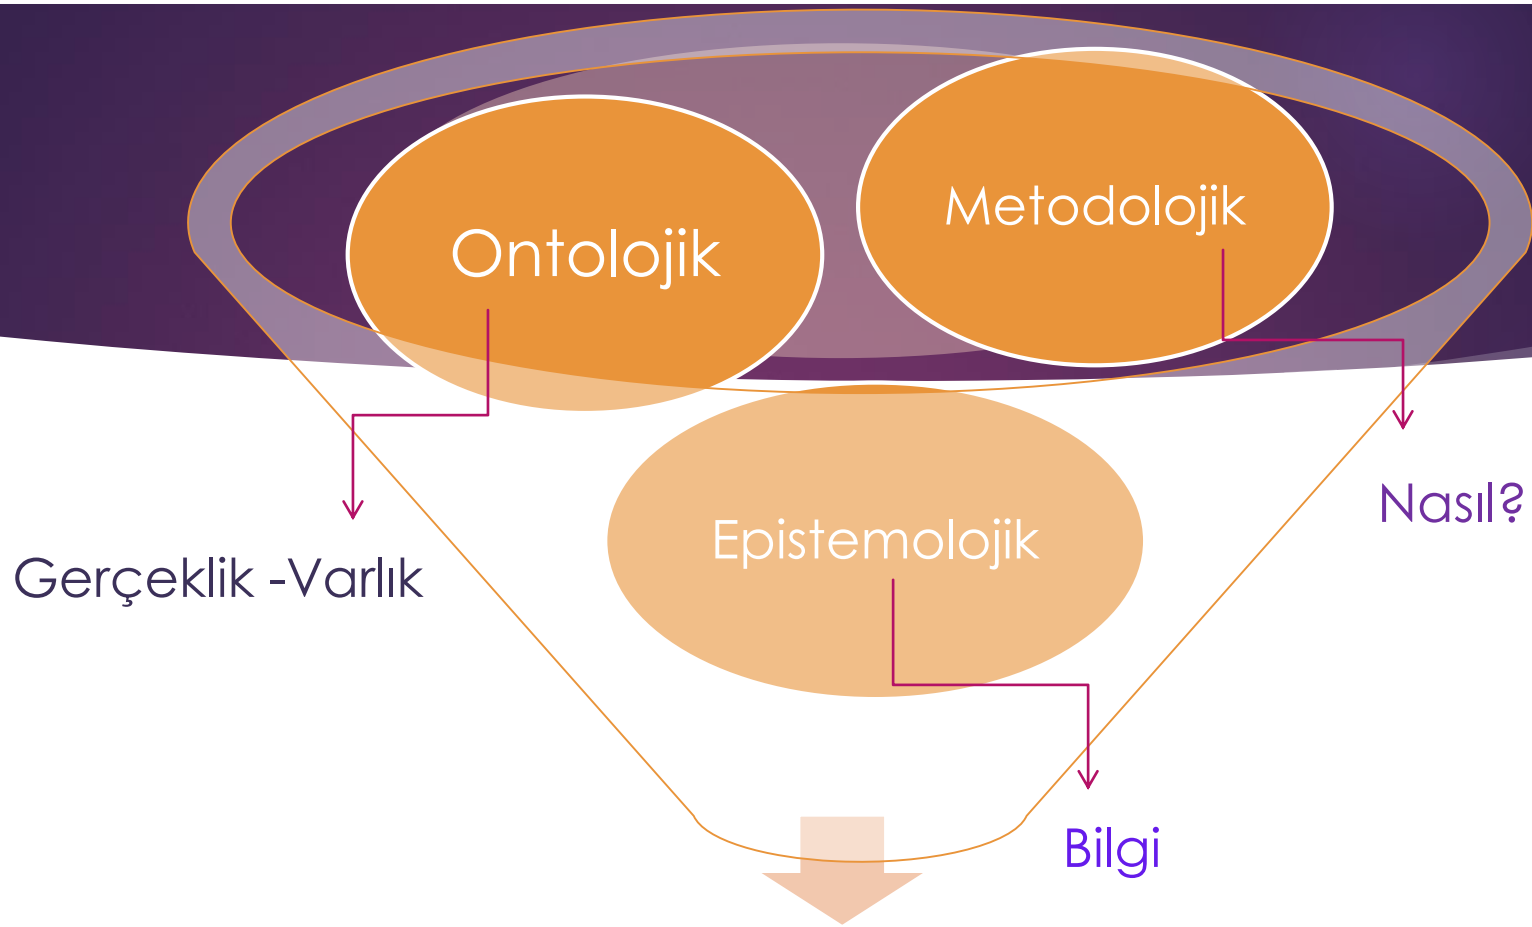 Metodolojik
Ontolojik
Nasıl?
Epistemolojik
Gerçeklik -Varlık
Bilgi